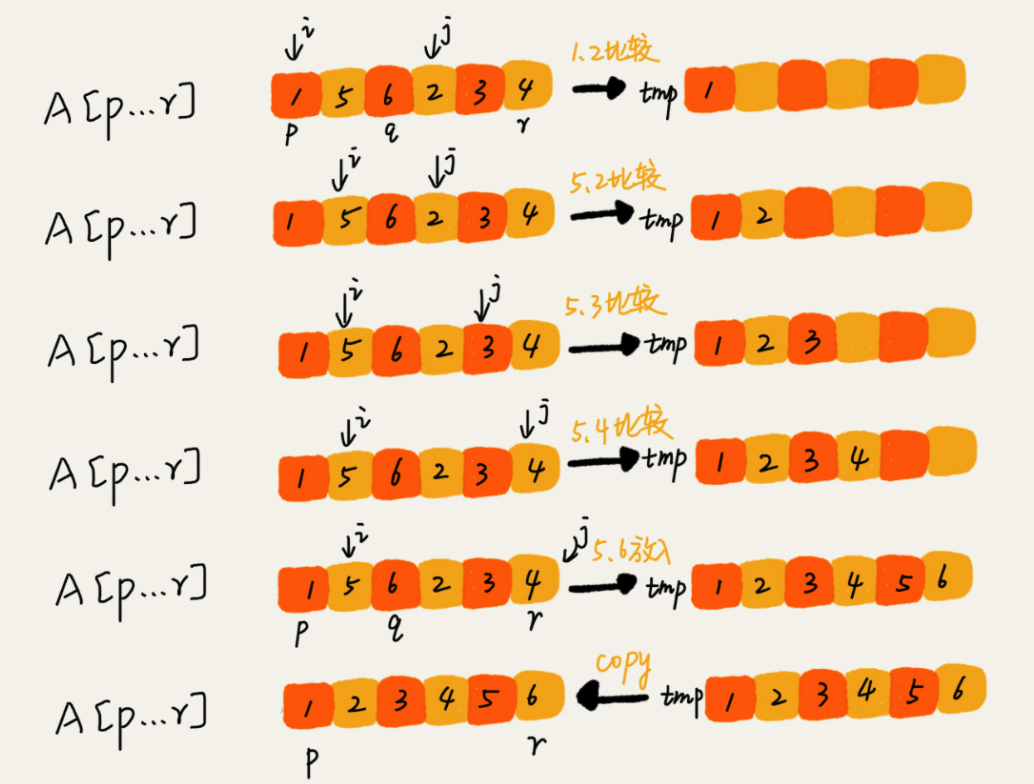 i j
A[p...r] 1 5 6 2 3 4 1.2比较 tmp 1
p q r
i j
A[p...r] 1 5 6 2 3 4 5.2比较 tmp 1 2
i j
A[p...r] 1 5 6 2 3 4 5.3比较 tmp 1 2 3
i j
A[p...r] 1 5 6 2 3 4 5.4比较 tmp 1 2 3 4
i j
A[p...r] 1 5 6 2 3 4 5.6放入 tmp 1 2 3 4 5 6
p q r
A[p...r] 1 2 3 4 5 6 copy tmp 1 2 3 4 5 6
p r